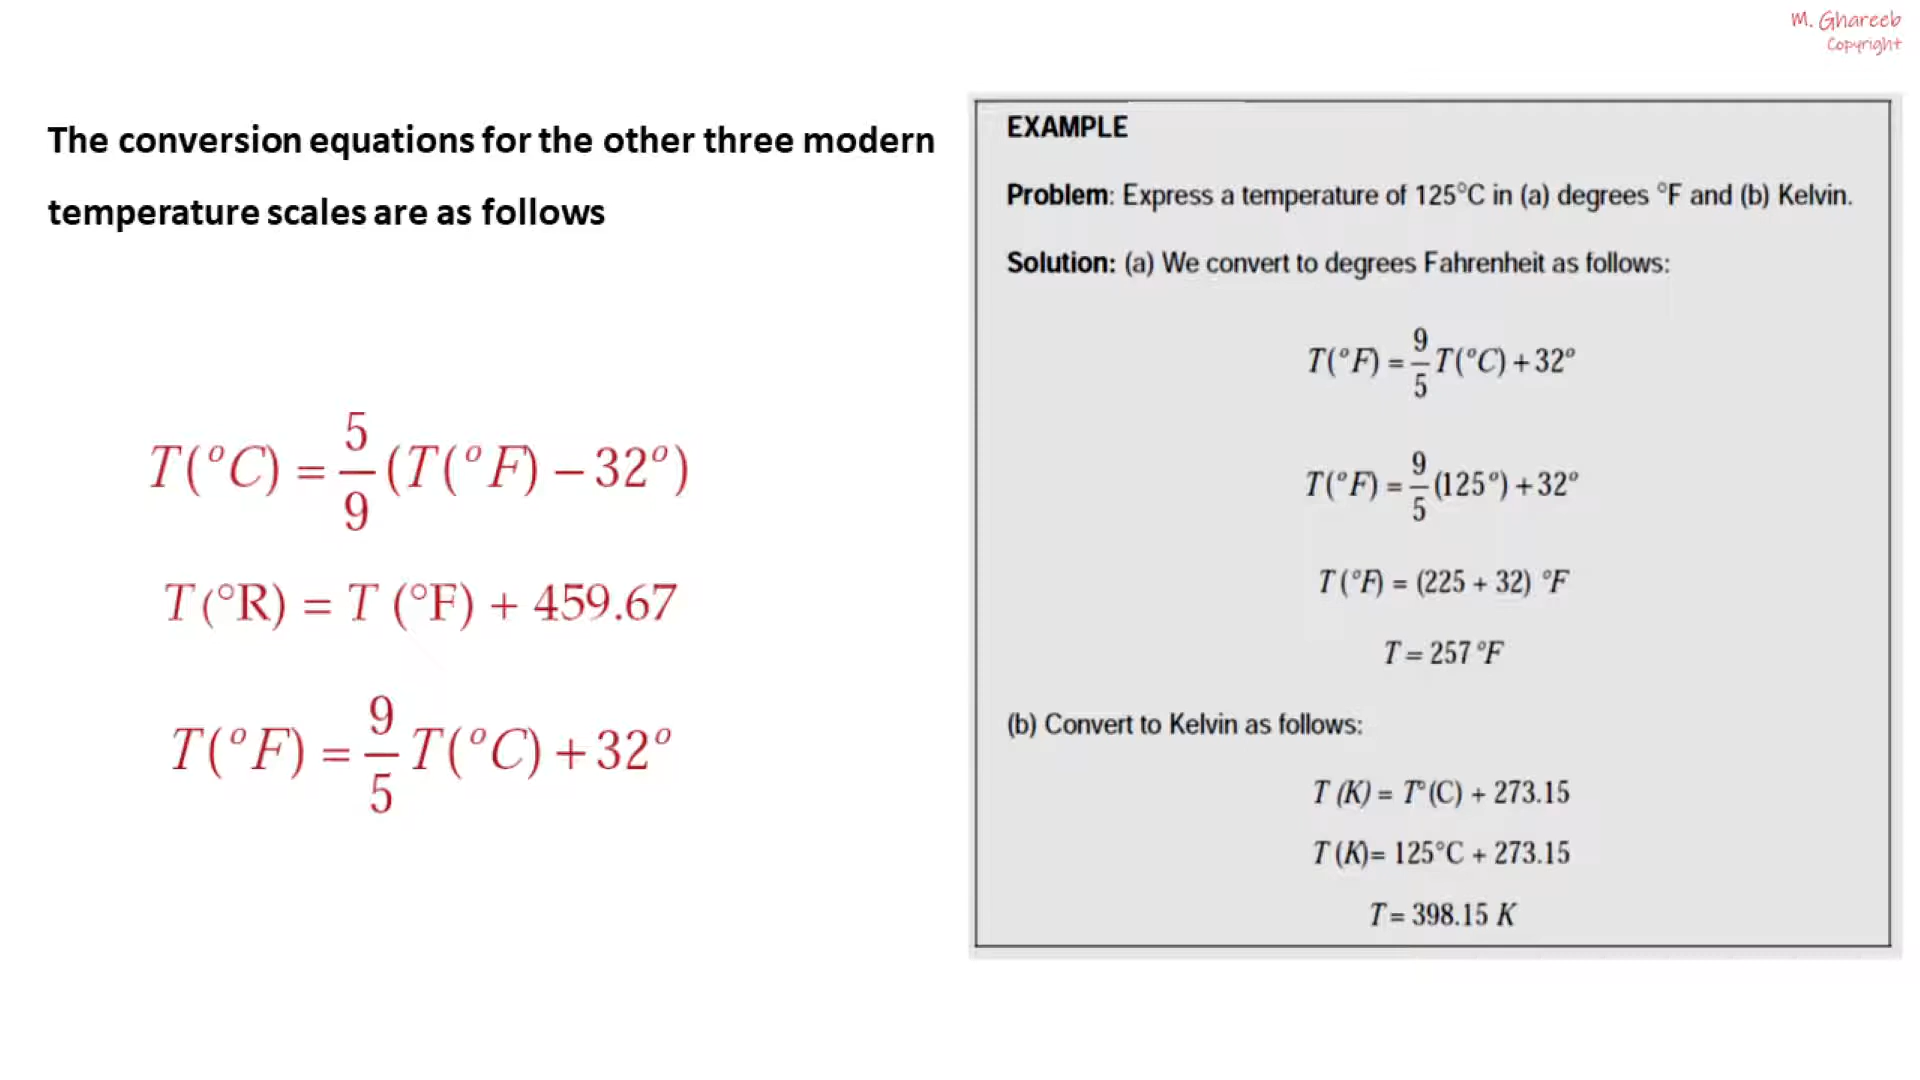 M. Ghareeb
Copyright
The conversion equations for the other three modern
temperature scales are as follows
T(°C) = 5/9 (T(°F) – 32°)
T(°R) = T (°F) + 459.67
T(°F) = 9/5 T(°C) + 32°
EXAMPLE
Problem: Express a temperature of 125°C in (a) degrees °F and (b) Kelvin.
Solution: (a) We convert to degrees Fahrenheit as follows:
T(°F) = 9/5 T(°C) + 32°
T(°F) = 9/5 (125°) + 32°
T (°F) = (225 + 32) °F
T = 257 °F
(b) Convert to Kelvin as follows:
T (K) = T°(C) + 273.15
T (K)= 125°C + 273.15
T = 398.15 K